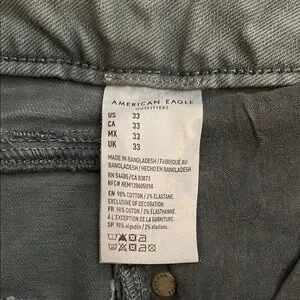 AMERICAN EAGLE
OUTFITTERS
US 33
CA 33
MX 33
UK 33
MADE IN BANGLADESH / FABRIQUÉ AU
BANGLADESH / HECHO EN BANGLADESH
RN 54485/CA 03873
RFC# AEM120605U9A
EN 98% COTTON / 2% ELASTANE.
EXCLUSIVE OF DECORATION.
FR 98% COTON / 2% ÉLASTHANNE.
À L'EXCEPTION DE LA GARNITURE
SP 98% algodón / 2% elastano.